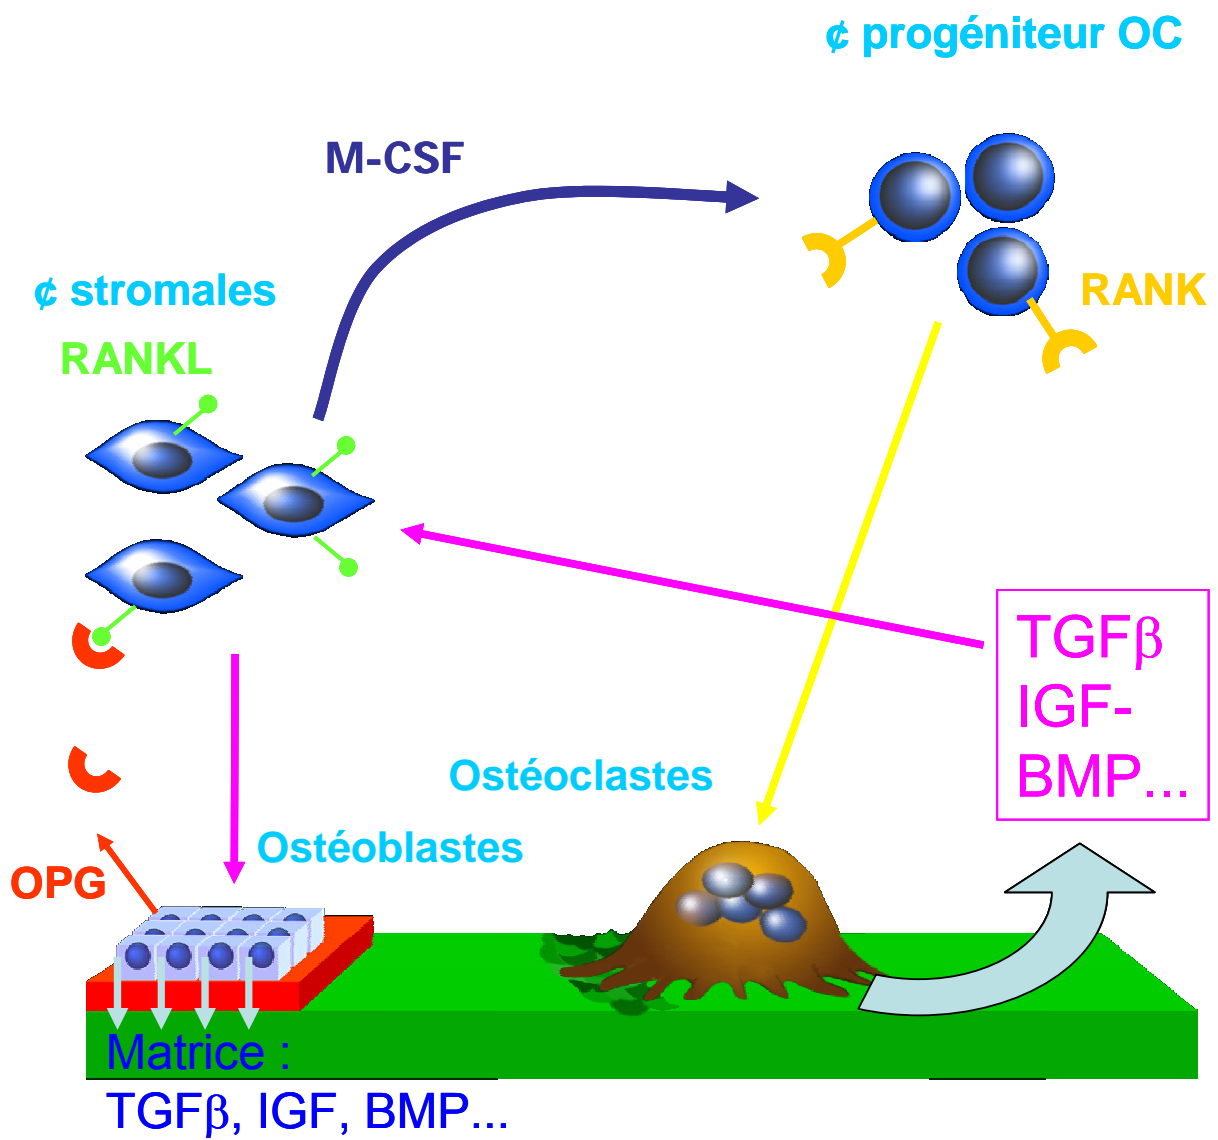 ¢ progéniteur OC
M-CSF
¢ stromales
RANK
RANKL
TGFβ
IGF-
BMP...
Ostéoclastes
Ostéoblastes
OPG
Matrice :
TGFβ, IGF, BMP...